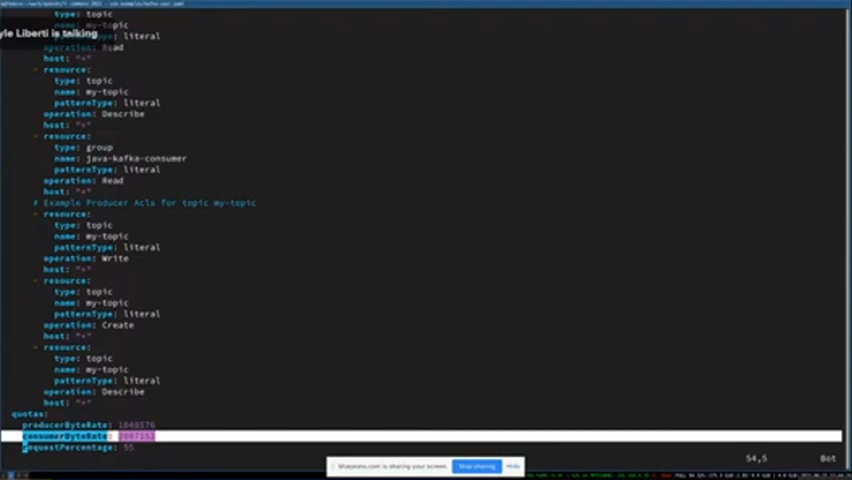 type: topic
name: my-topic
yle Liberti is talking
patternType: literal
operation: Read
host: "*"
- resource:
type: topic
name: my-topic
patternType: literal
operation: Describe
host: "*"
- resource:
type: group
name: java-kafka-consumer
patternType: literal
operation: Read
host: "*"
# Example Producer Acls for topic my-topic
- resource:
type: topic
name: my-topic
patternType: literal
operation: Write
host: "*"
- resource:
type: topic
name: my-topic
patternType: literal
operation: Create
host: "*"
- resource:
type: topic
name: my-topic
patternType: literal
operation: Describe
host: "*"
quotas:
producerByteRate: 1048576
consumerByteRate: 2097152
requestPercentage: 55
bluejeans.com is sharing your screen. Stop sharing Hide
54,5 Bot